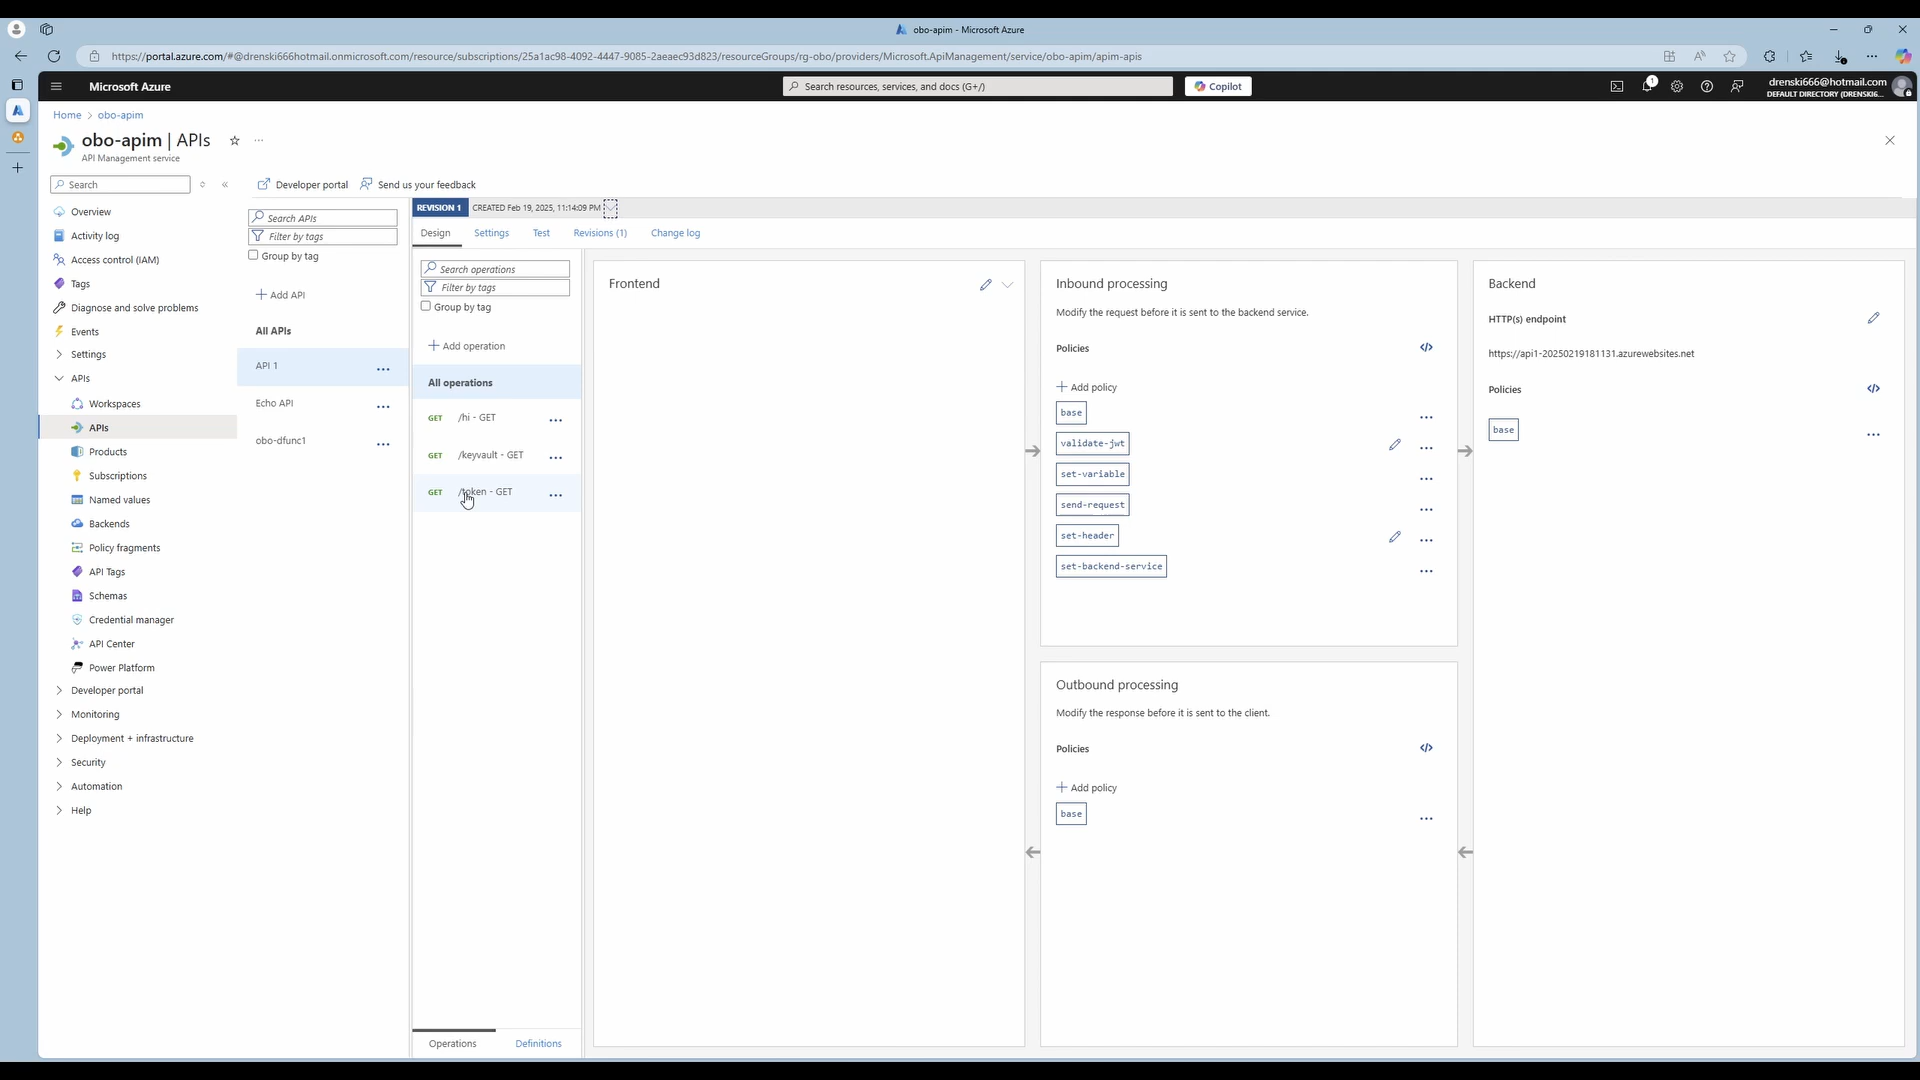 obo-apim - Microsoft Azure
https://portal.azure.com/#@drenski666hotmail.onmicrosoft.com/resource/subscriptions/25a1ac98-4092-4447-9085-2aeaec93d823/resourceGroups/rg-obo/providers/Microsoft.ApiManagement/service/obo-apim/apim-apis
Microsoft Azure
Search resources, services, and docs (G+/)
Copilot
1
drenski666@hotmail.com
DEFAULT DIRECTORY (DRENSKI6...
Home > obo-apim
obo-apim | APIs
API Management service
Search
Developer portal
Send us your feedback
Overview
Activity log
Access control (IAM)
Tags
Diagnose and solve problems
Events
Settings
APIs
Workspaces
APIs
Products
Subscriptions
Named values
Backends
Policy fragments
API Tags
Schemas
Credential manager
API Center
Power Platform
Developer portal
Monitoring
Deployment + infrastructure
Security
Automation
Help
Search APIs
Filter by tags
Group by tag
+ Add API
All APIs
API 1
Echo API
obo-dfunc1
REVISION 1
CREATED Feb 19, 2025, 11:14:09 PM
Design
Settings
Test
Revisions (1)
Change log
Search operations
Filter by tags
Group by tag
+ Add operation
All operations
GET /hi - GET
GET /keyvault - GET
GET /token - GET
Operations
Definitions
Frontend
Inbound processing
Modify the request before it is sent to the backend service.
Policies
</>
+ Add policy
base
validate-jwt
set-variable
send-request
set-header
set-backend-service
Outbound processing
Modify the response before it is sent to the client.
Policies
</>
+ Add policy
base
Backend
HTTP(s) endpoint
https://api1-20250219181131.azurewebsites.net
Policies
</>
base